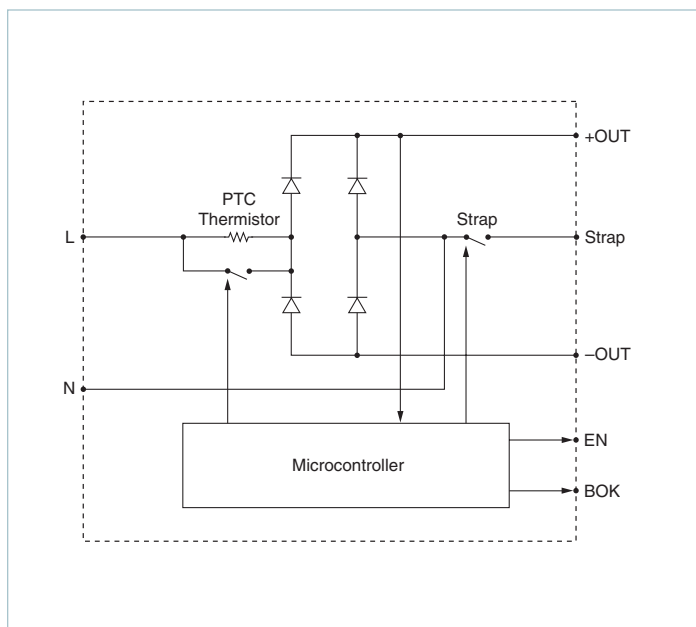 +OUT
PTC
Thermistor
Strap
L
Strap
–OUT
N
EN
Microcontroller
BOK